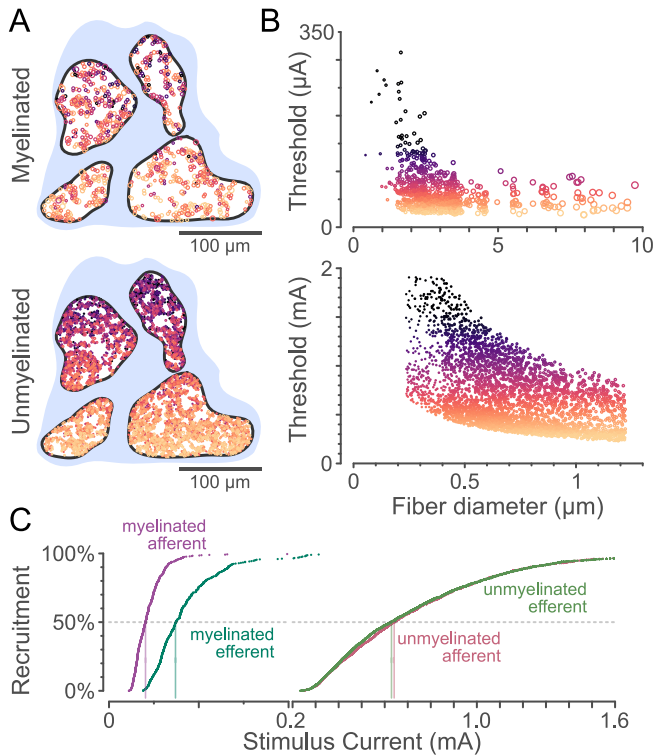 A
Myelinated
100 µm
Unmyelinated
100 µm
B
350
Threshold (µA)
0
0
5
10
2
Threshold (mA)
0
0
0.5
1
Fiber diameter (µm)
C
myelinated
afferent
100%
Recruitment
50%
0%
myelinated
efferent
unmyelinated
efferent
unmyelinated
afferent
0
0.2
1.0
1.6
Stimulus Current (mA)